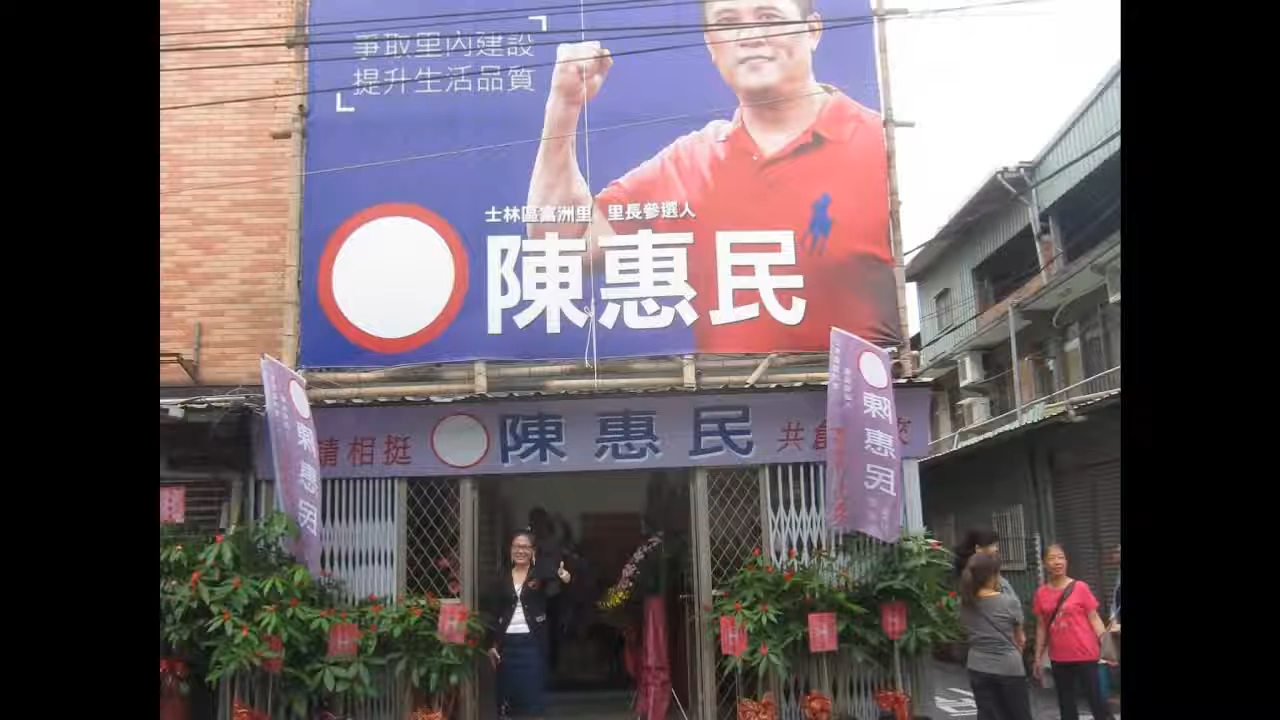 爭取里內建設
提升生活品質
士林區富洲里 里長參選人
陳惠民
請相挺
陳惠民
共創
陳惠民
陳惠民